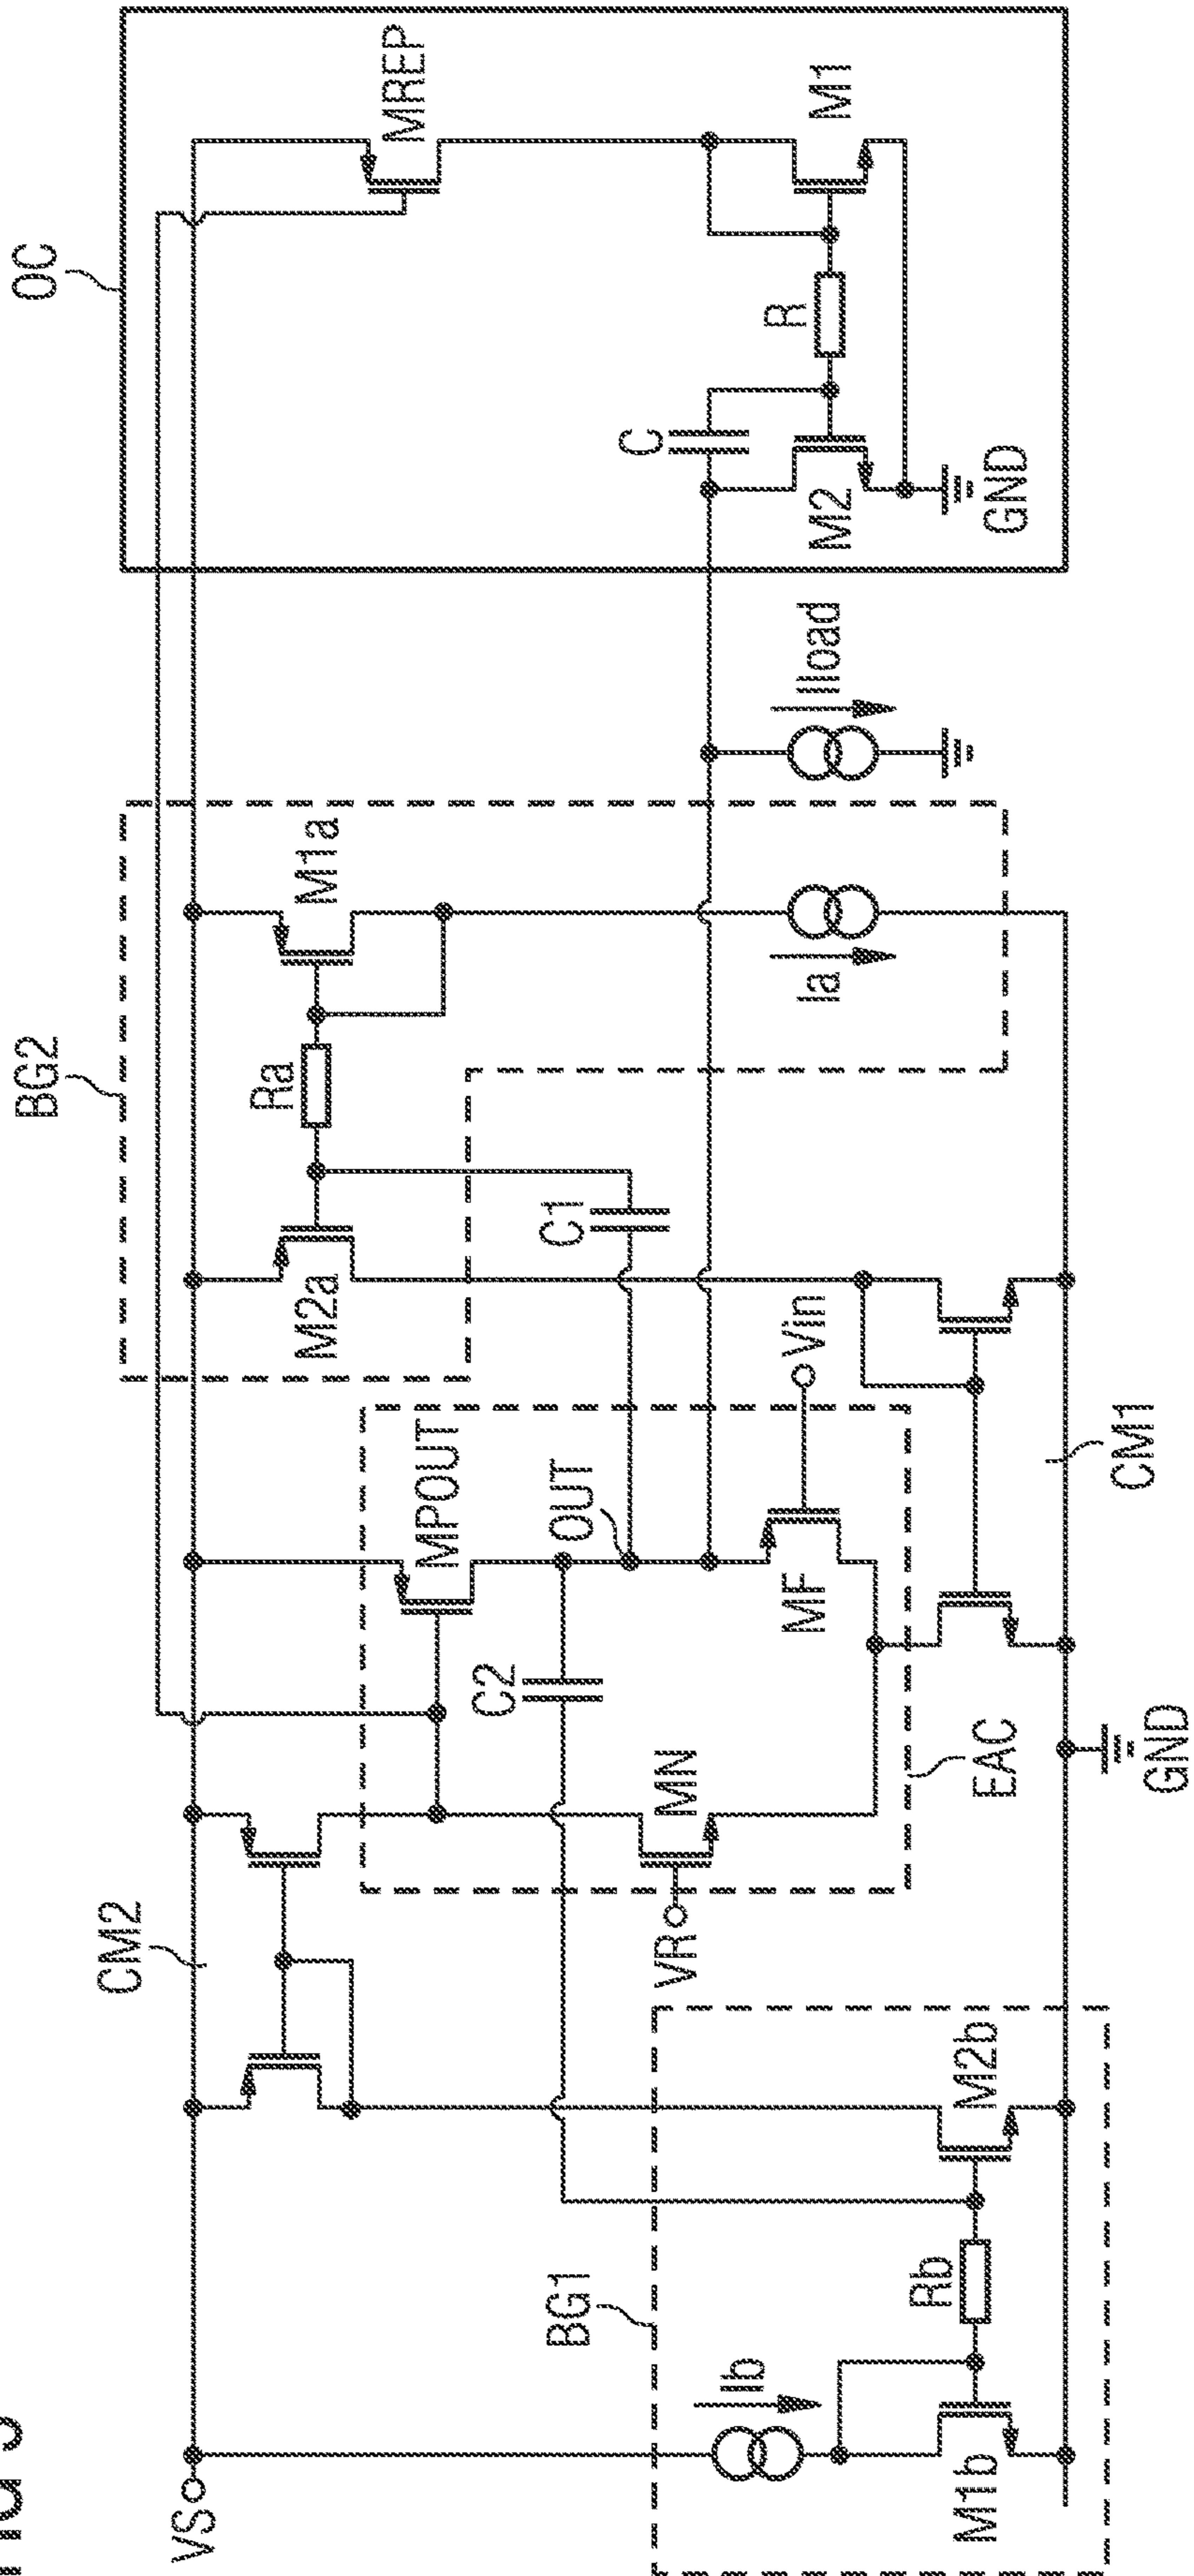 BG2
OC
CM2
VS
Ra
M2a
M1a
MPOUT
MREP
C2
OUT
C1
BG1
VR
MN
C
Ib
MF
Vin
Ia
Iload
R
M2
M1
Rb
M1b
M2b
EAC
GND
CM1
GND